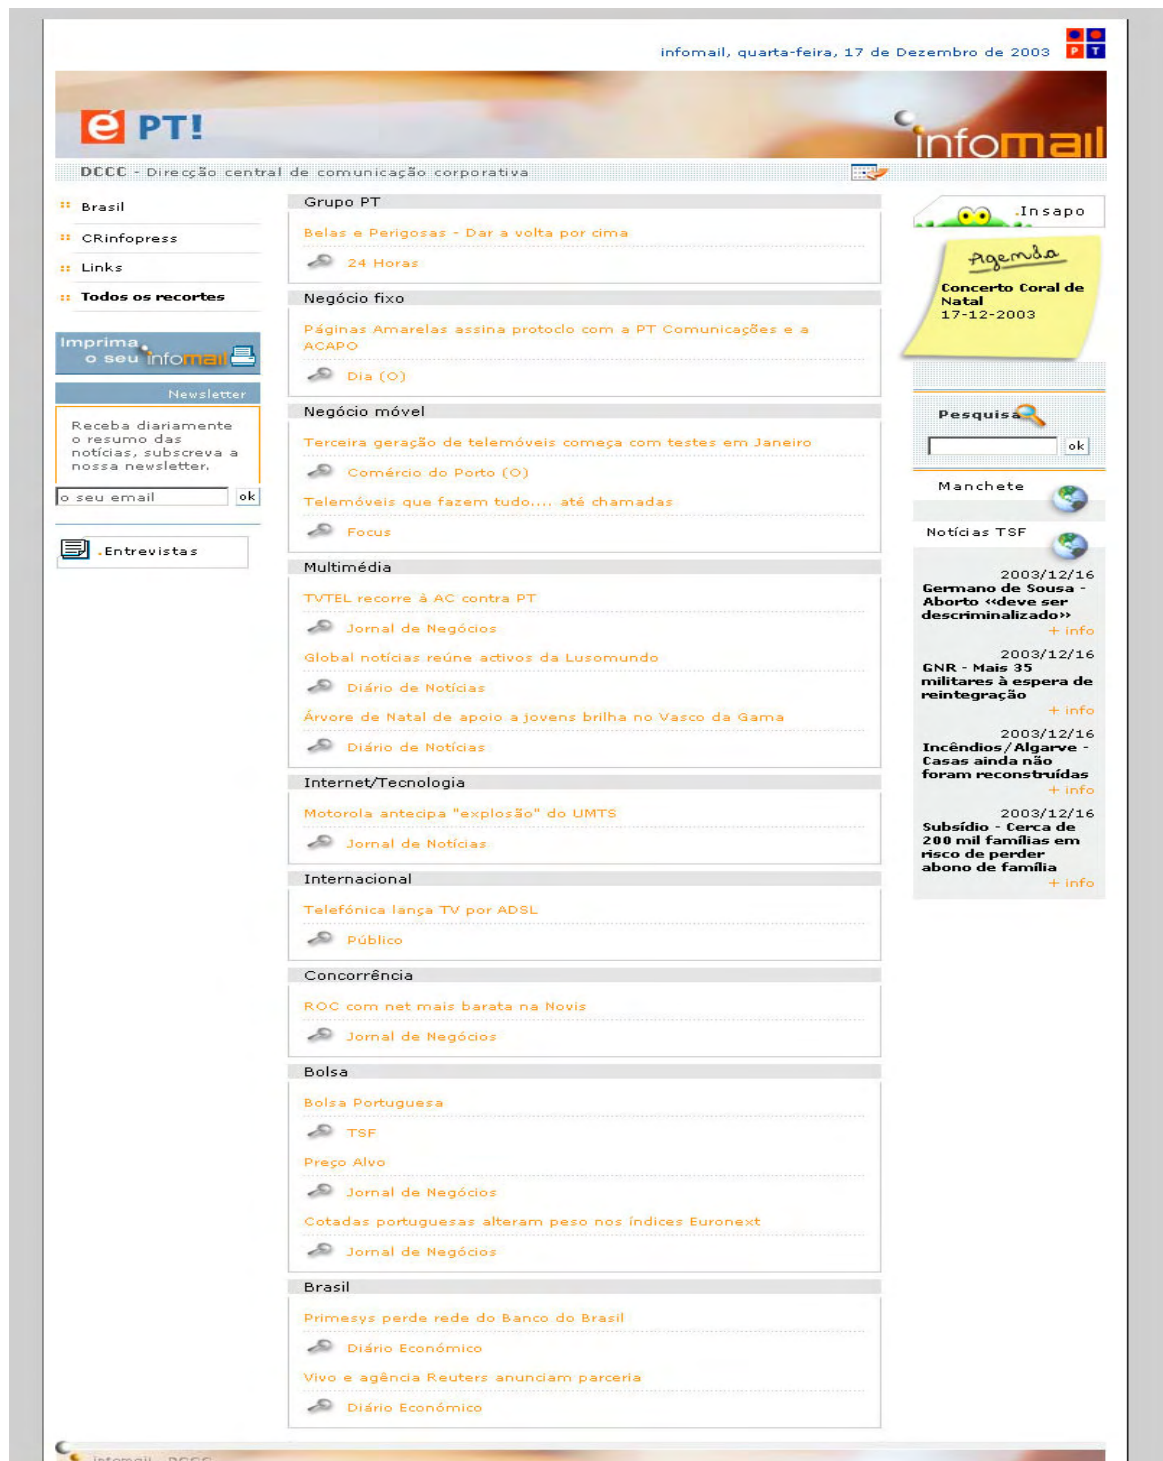 infomail, quarta-feira, 17 de Dezembro de 2003
P T
é PT!
infomail
DCCC - Direcção central de comunicação corporativa
Brasil
CRinfopress
Links
Todos os recortes
Imprima
o seu infomail
Newsletter
Receba diariamente
o resumo das
notícias, subscreva a
nossa newsletter.
o seu email
ok
.Entrevistas
Grupo PT
Belas e Perigosas - Dar a volta por cima
24 Horas
Negócio fixo
Páginas Amarelas assina protoclo com a PT Comunicações e a
ACAPO
Dia (O)
Negócio móvel
Terceira geração de telemóveis começa com testes em Janeiro
Comércio do Porto (O)
Telemóveis que fazem tudo.... até chamadas
Focus
Multimédia
TVTEL recorre à AC contra PT
Jornal de Negócios
Global notícias reúne activos da Lusomundo
Diário de Notícias
Árvore de Natal de apoio a jovens brilha no Vasco da Gama
Diário de Notícias
Internet/Tecnologia
Motorola antecipa "explosão" do UMTS
Jornal de Notícias
Internacional
Telefónica lança TV por ADSL
Público
Concorrência
ROC com net mais barata na Novis
Jornal de Negócios
Bolsa
Bolsa Portuguesa
TSF
Preço Alvo
Jornal de Negócios
Cotadas portuguesas alteram peso nos índices Euronext
Jornal de Negócios
Brasil
Primesys perde rede do Banco do Brasil
Diário Económico
Vivo e agência Reuters anunciam parceria
Diário Económico
.Insapo
Agenda
Concerto Coral de
Natal
17-12-2003
Pesquisa
ok
Manchete
Notícias TSF
2003/12/16
Germano de Sousa -
Aborto «deve ser
descriminalizado»
+ info
2003/12/16
GNR - Mais 35
militares à espera de
reintegração
+ info
2003/12/16
Incêndios/Algarve -
Casas ainda não
foram reconstruídas
+ info
2003/12/16
Subsídio - Cerca de
200 mil famílias em
risco de perder
abono de família
+ info
infomail - DCCC